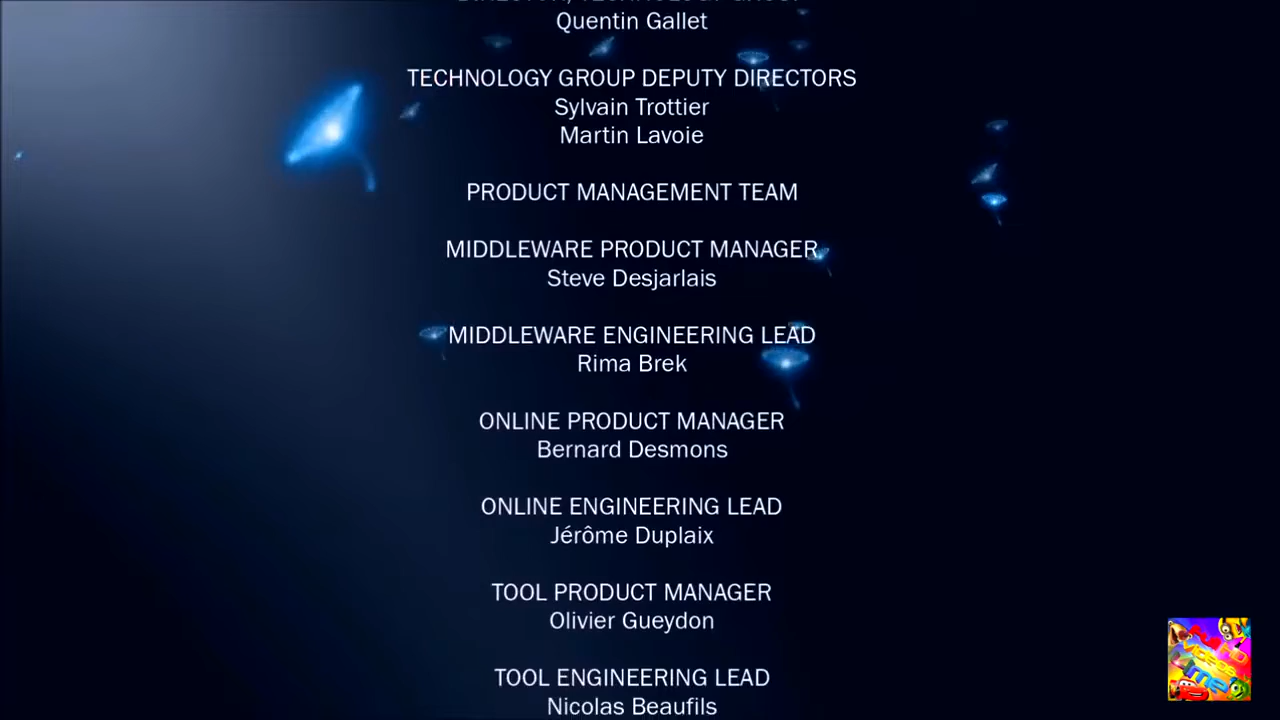 Quentin Gallet
TECHNOLOGY GROUP DEPUTY DIRECTORS
Sylvain Trottier
Martin Lavoie
PRODUCT MANAGEMENT TEAM
MIDDLEWARE PRODUCT MANAGER
Steve Desjarlais
MIDDLEWARE ENGINEERING LEAD
Rima Brek
ONLINE PRODUCT MANAGER
Bernard Desmons
ONLINE ENGINEERING LEAD
Jérôme Duplaix
TOOL PRODUCT MANAGER
Olivier Gueydon
TOOL ENGINEERING LEAD
Nicolas Beaufils